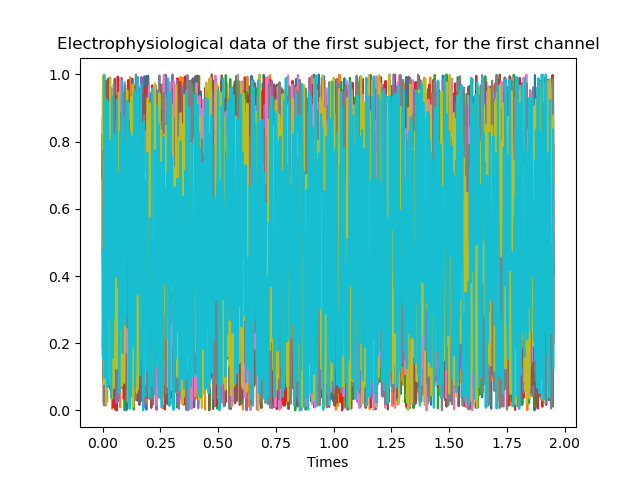 Electrophysiological data of the first subject, for the first channel
1.0
0.8
0.6
0.4
0.2
0.0
0.00 0.25 0.50 0.75 1.00 1.25 1.50 1.75 2.00
Times